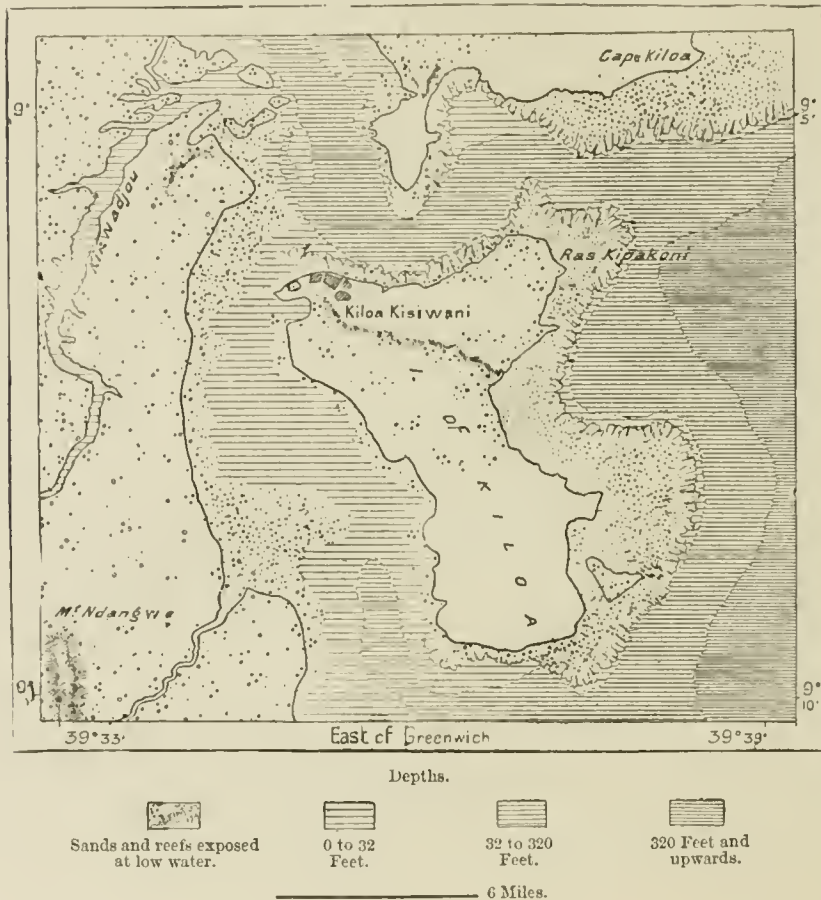 Cape Kiloa
9°
9°
5'
Ras Kipakoni
Kiloa Kisiwani
I. OF KILOA
Mt Ndangwe
9°
9°
10'
39°33'
East of Greenwich
39°39'
Depths.
Sands and reefs exposed
at low water.
0 to 32
Feet.
32 to 320
Feet.
320 Feet and
upwards.
6 Miles.